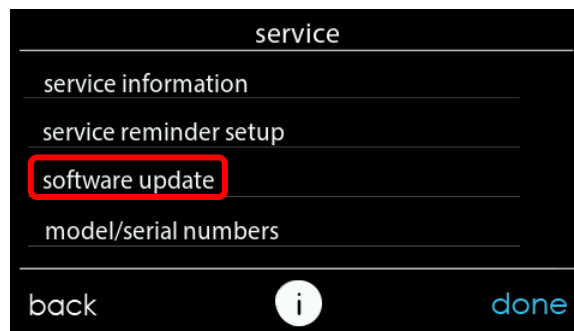 service
service information
service reminder setup
software update
model/serial numbers
back i done